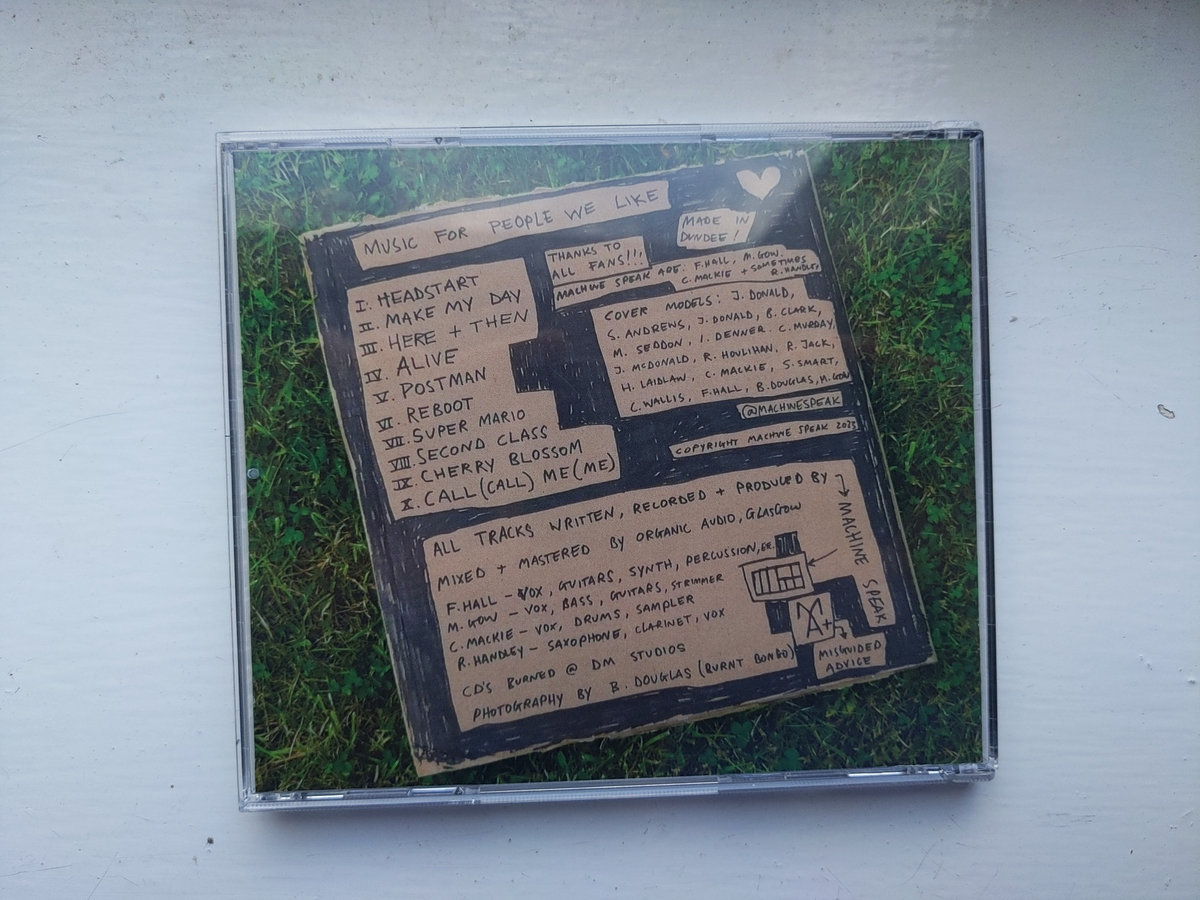 MUSIC FOR PEOPLE WE LIKE
MADE IN
DUNDEE!
I. HEADSTART
II. MAKE MY DAY
III. HERE + THEN
IV. ALIVE
V. POSTMAN
VI. REBOOT
VII. SUPER MARIO
VIII. SECOND CLASS
IX. CHERRY BLOSSOM
X. CALL (CALL) ME (ME)
THANKS TO
ALL FANS!!!
MACHINE SPEAK ARE: F.HALL, M.GOW.
C.MACKIE + SOMETIMES
R.HANDLEY
COVER MODELS: J.DONALD,
S. ANDREWS, J.DONALD, B.CLARK,
M. SEDDON, I. DENNER. C.MURDAY,
J. MCDONALD, R. HOULIHAN, R. JACK,
H. LAIDLAW, C. MACKIE, S.SMART,
C.WALLIS, F.HALL, B.DOUGLAS, M.GOW
@MACHINESPEAK
COPYRIGHT MACHINE SPEAK 2025
ALL TRACKS WRITTEN, RECORDED + PRODUCED BY
MACHINE SPEAK
MIXED + MASTERED BY ORGANIC AUDIO, GLASGOW
F.HALL – VOX, GUITARS, SYNTH, PERCUSSION, Etc.
M. GOW – VOX, BASS, GUITARS, STRIMMER
C. MACKIE – VOX, DRUMS, SAMPLER
R. HANDLEY – SAXOPHONE, CLARINET, VOX
CD'S BURNED @ DM STUDIOS
PHOTOGRAPHY BY B. DOUGLAS (BURNT BONGO)
A+
MISGUIDED
ADVICE